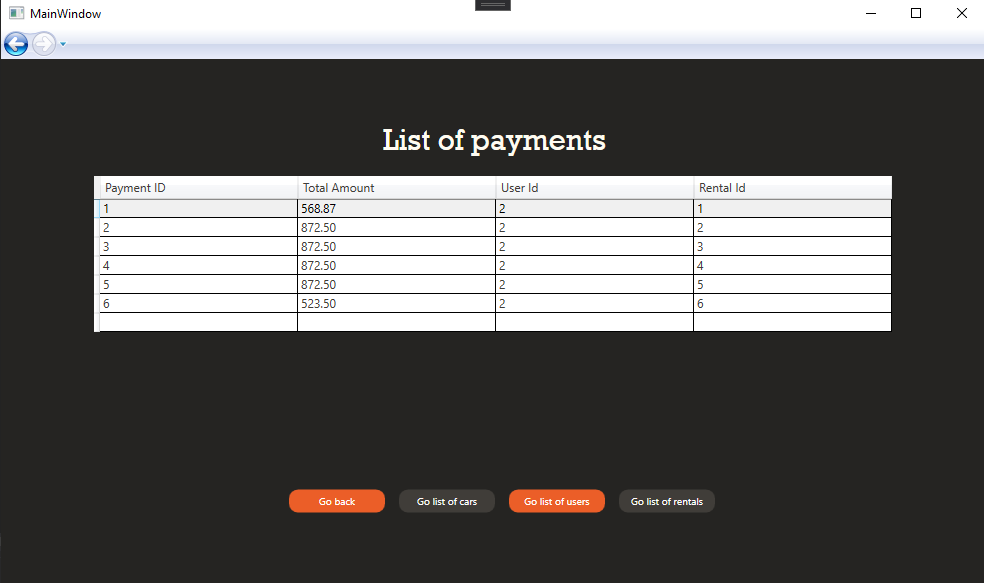 MainWindow
List of payments
Payment ID Total Amount User Id Rental Id
1 568.87 2 1
2 872.50 2 2
3 872.50 2 3
4 872.50 2 4
5 872.50 2 5
6 523.50 2 6
Go back Go list of cars Go list of users Go list of rentals